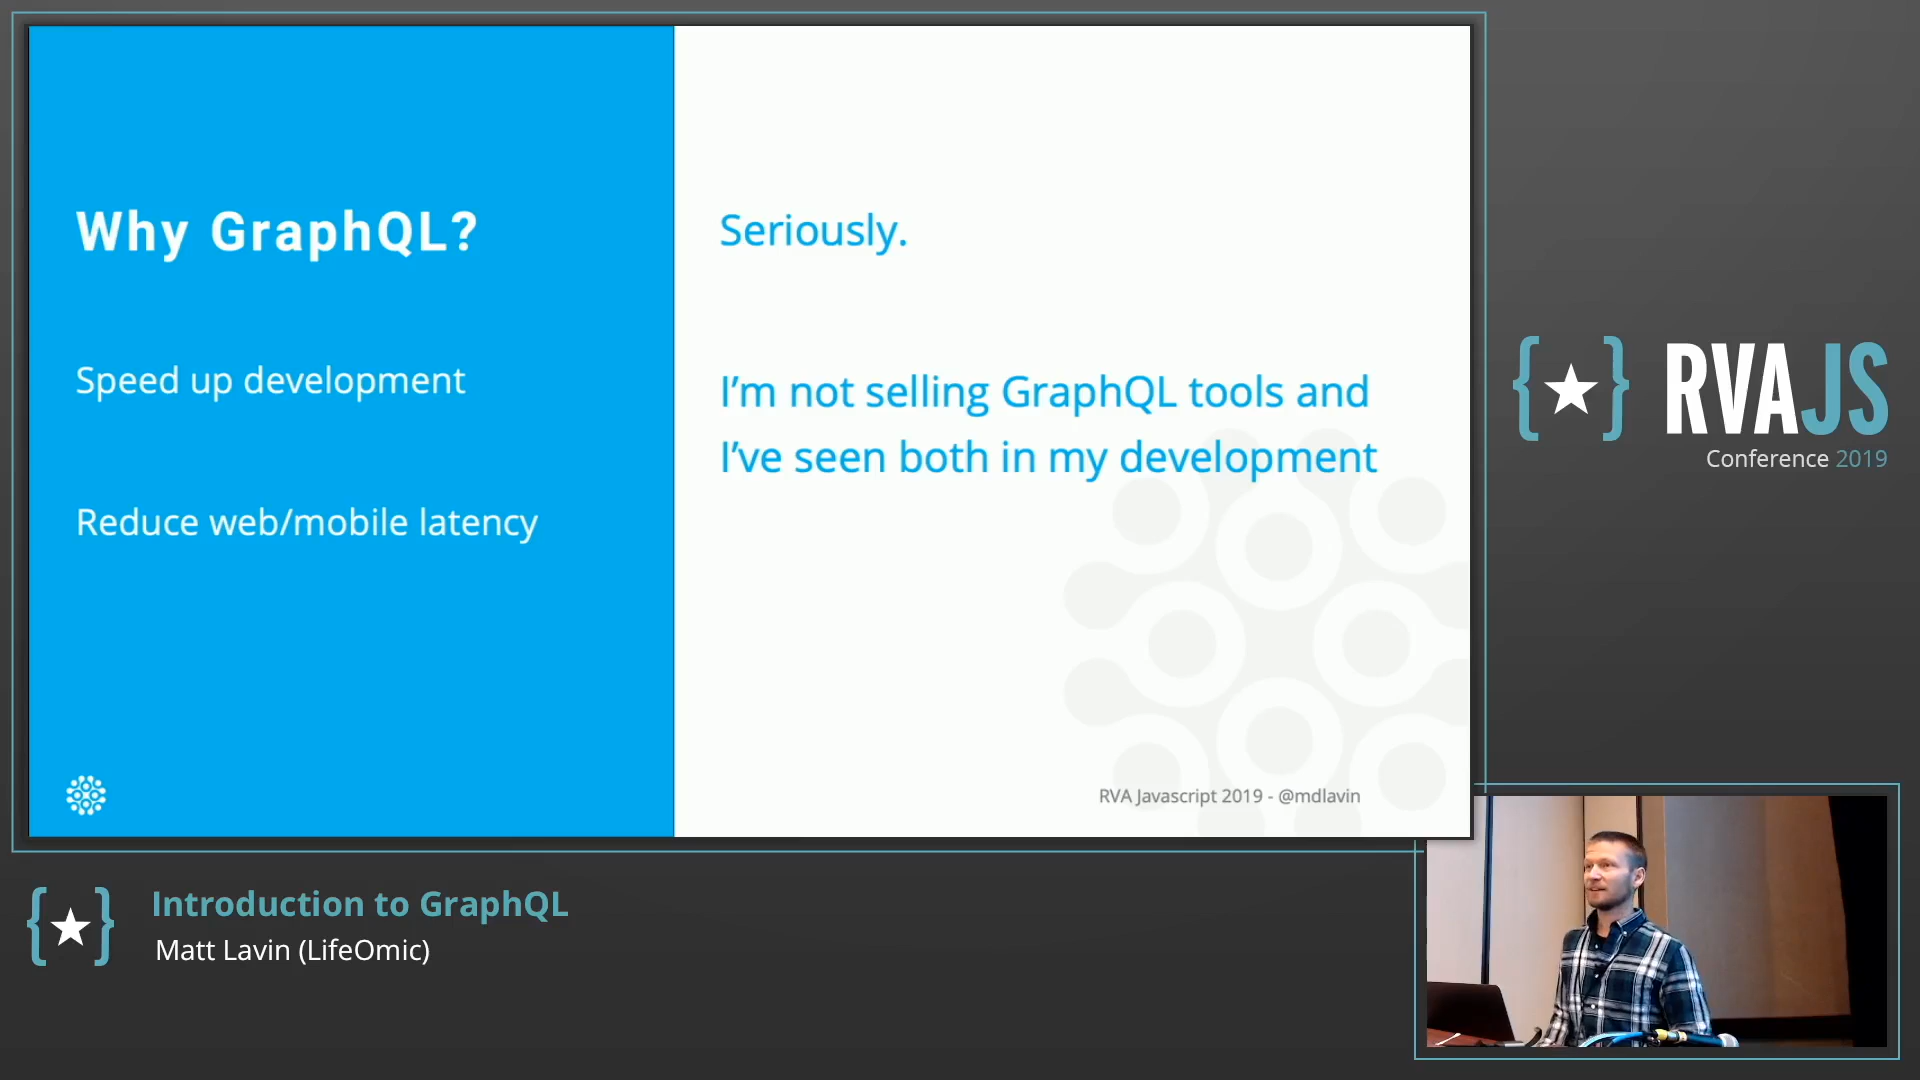 Why GraphQL?
Speed up development
Reduce web/mobile latency
Seriously.
I’m not selling GraphQL tools and
I’ve seen both in my development
RVA Javascript 2019 - @mdlavin
{★} RVAJS
Conference 2019
Introduction to GraphQL
Matt Lavin (LifeOmic)